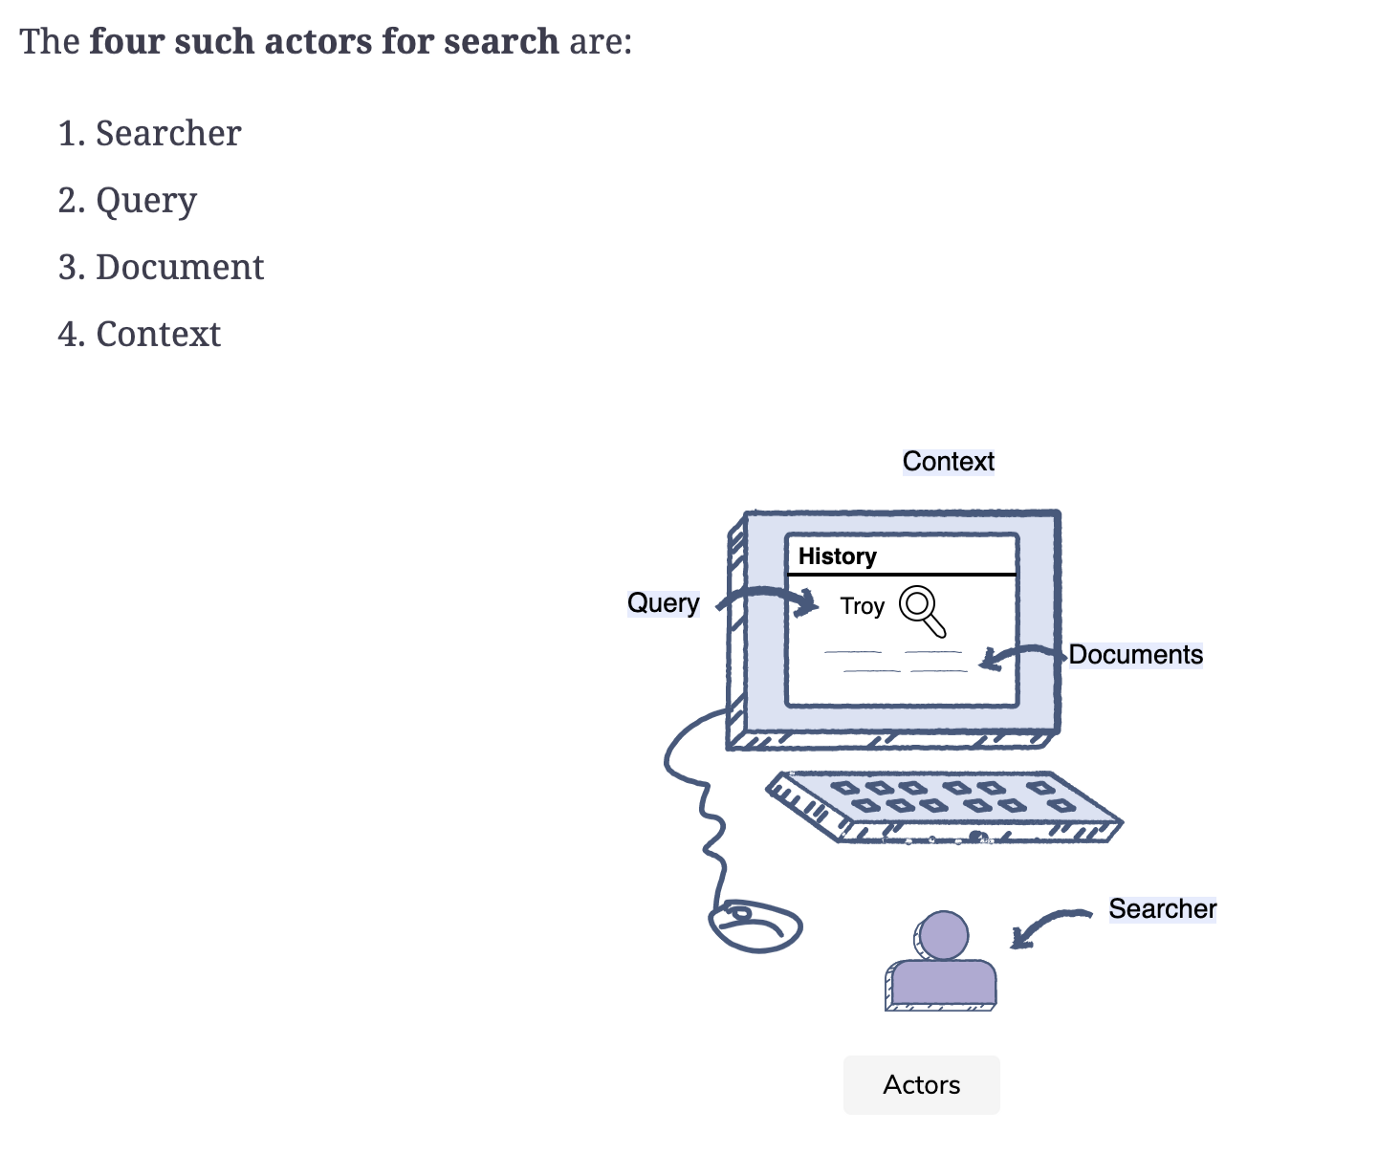 The four such actors for search are:
1. Searcher
2. Query
3. Document
4. Context
Context
History
Query
Troy
Documents
Searcher
Actors